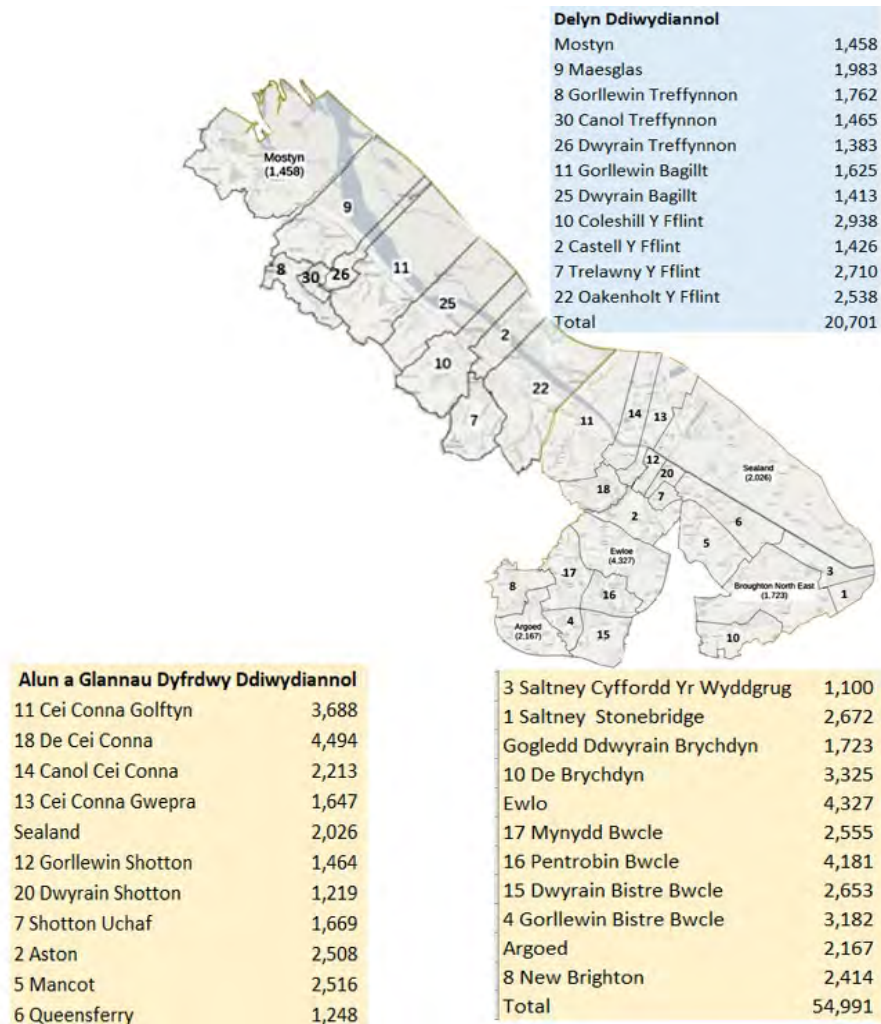 Delyn Ddiwydiannol
Mostyn 1,458
9 Maesglas 1,983
8 Gorllewin Treffynnon 1,762
30 Canol Treffynnon 1,465
26 Dwyrain Treffynnon 1,383
11 Gorllewin Bagillt 1,625
25 Dwyrain Bagillt 1,413
10 Coleshill Y Fflint 2,938
2 Castell Y Fflint 1,426
7 Trelawny Y Fflint 2,710
22 Oakenholt Y Fflint 2,538
Total 20,701
Mostyn
(1,458)
9
8
30
26
11
25
2
10
22
7
11
14
13
12
20
Sealand
(2,026)
18
7
2
6
5
Ewloe
(4,327)
17
3
8
16
Broughton North East
(1,723)
1
4
Argoed
(2,167)
15
10
Alun a Glannau Dyfrdwy Ddiwydiannol
11 Cei Conna Golftyn 3,688
18 De Cei Conna 4,494
14 Canol Cei Conna 2,213
13 Cei Conna Gwepra 1,647
Sealand 2,026
12 Gorllewin Shotton 1,464
20 Dwyrain Shotton 1,219
7 Shotton Uchaf 1,669
2 Aston 2,508
5 Mancot 2,516
6 Queensferry 1,248
3 Saltney Cyffordd Yr Wyddgrug 1,100
1 Saltney Stonebridge 2,672
Gogledd Ddwyrain Brychdyn 1,723
10 De Brychdyn 3,325
Ewlo 4,327
17 Mynydd Bwcle 2,555
16 Pentrobin Bwcle 4,181
15 Dwyrain Bistre Bwcle 2,653
4 Gorllewin Bistre Bwcle 3,182
Argoed 2,167
8 New Brighton 2,414
Total 54,991